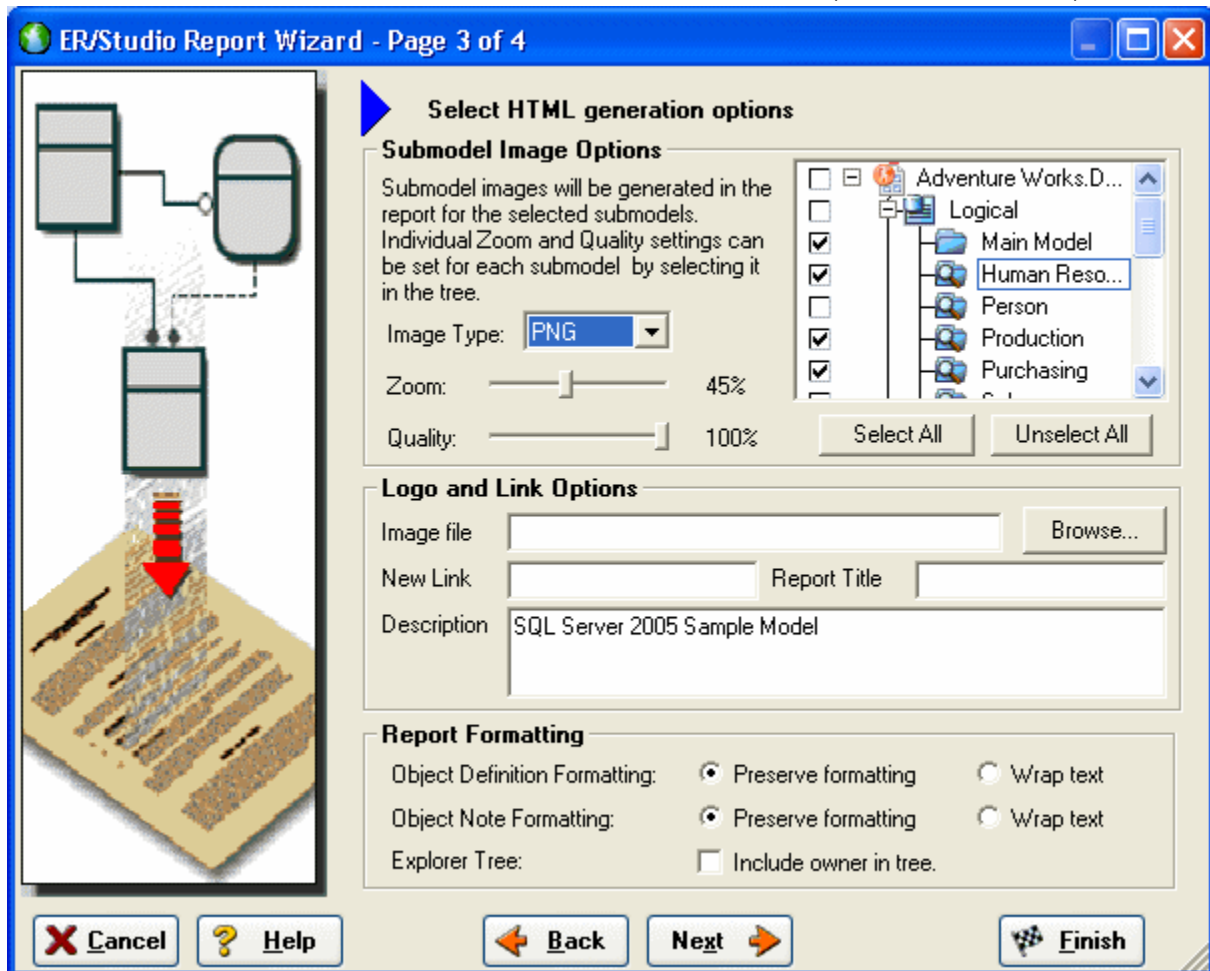 ER/Studio Report Wizard - Page 3 of 4
Select HTML generation options
Submodel Image Options
Submodel images will be generated in the
report for the selected submodels.
Individual Zoom and Quality settings can
be set for each submodel by selecting it
in the tree.
Image Type: PNG
Zoom: 45%
Quality: 100%
Adventure Works.D...
Logical
Main Model
Human Reso...
Person
Production
Purchasing
Select All Unselect All
Logo and Link Options
Image file Browse...
New Link Report Title
Description SQL Server 2005 Sample Model
Report Formatting
Object Definition Formatting: Preserve formatting Wrap text
Object Note Formatting: Preserve formatting Wrap text
Explorer Tree: Include owner in tree.
Cancel Help Back Next Finish